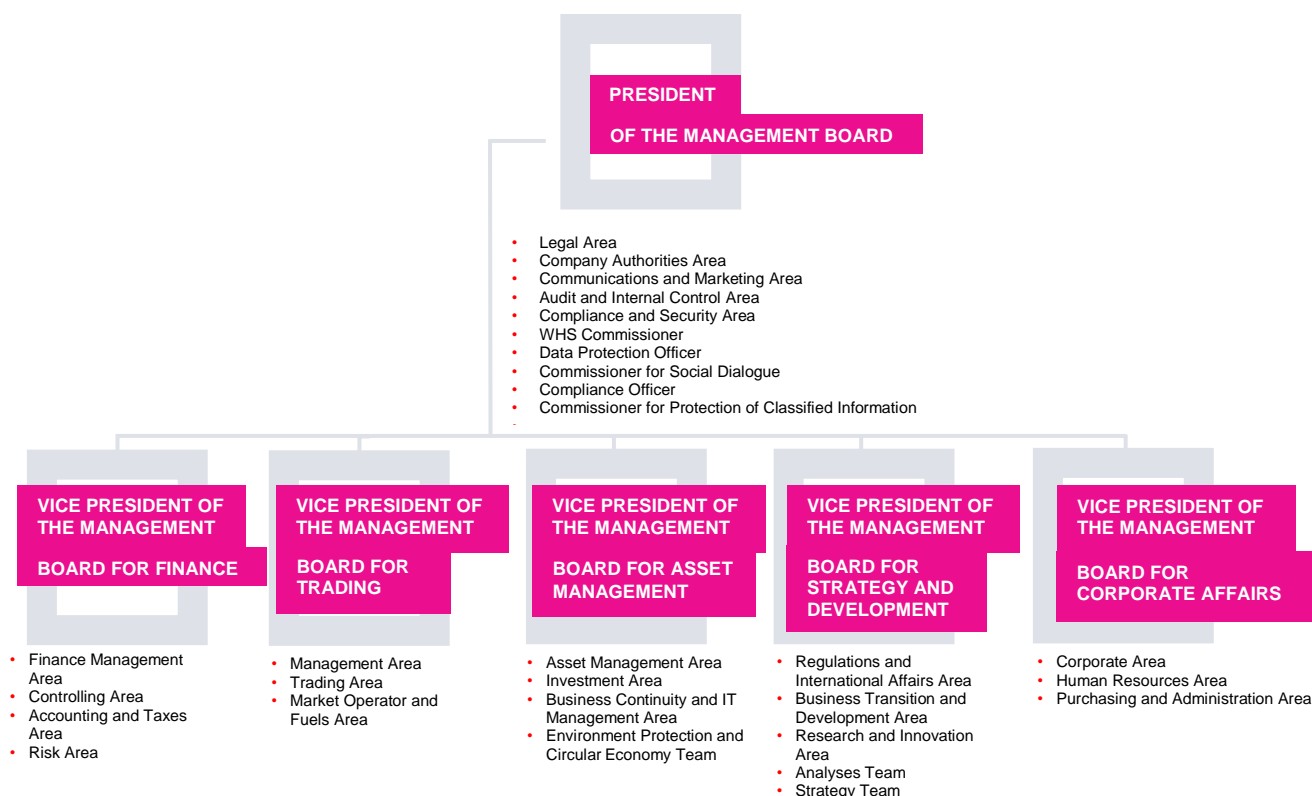 PRESIDENT
OF THE MANAGEMENT BOARD
• Legal Area
• Company Authorities Area
• Communications and Marketing Area
• Audit and Internal Control Area
• Compliance and Security Area
• WHS Commissioner
• Data Protection Officer
• Commissioner for Social Dialogue
• Compliance Officer
• Commissioner for Protection of Classified Information
VICE PRESIDENT OF
THE MANAGEMENT
BOARD FOR FINANCE
• Finance Management
Area
• Controlling Area
• Accounting and Taxes
Area
• Risk Area
VICE PRESIDENT OF
THE MANAGEMENT
BOARD FOR
TRADING
• Management Area
• Trading Area
• Market Operator and
Fuels Area
VICE PRESIDENT OF
THE MANAGEMENT
BOARD FOR ASSET
MANAGEMENT
• Asset Management Area
• Investment Area
• Business Continuity and IT
Management Area
• Environment Protection and
Circular Economy Team
VICE PRESIDENT OF
THE MANAGEMENT
BOARD FOR
STRATEGY AND
DEVELOPMENT
• Regulations and
International Affairs Area
• Business Transition and
Development Area
• Research and Innovation
Area
• Analyses Team
• Strategy Team
VICE PRESIDENT OF
THE MANAGEMENT
BOARD FOR
CORPORATE AFFAIRS
• Corporate Area
• Human Resources Area
• Purchasing and Administration Area